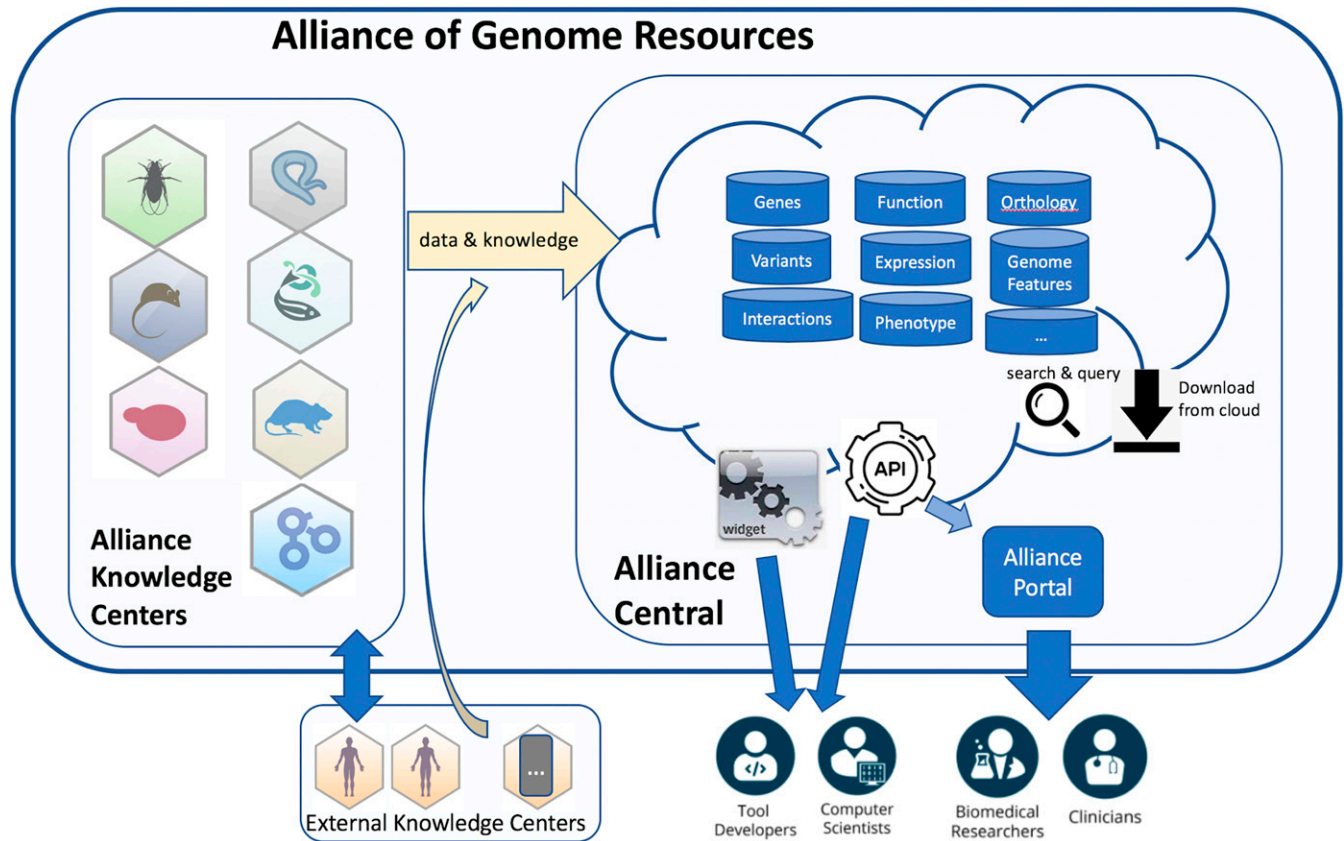 Alliance of Genome Resources
data & knowledge
Genes
Function
Orthology
Variants
Expression
Genome
Features
Interactions
Phenotype
...
search & query
Download
from cloud
API
widget
Alliance
Knowledge
Centers
Alliance
Central
Alliance
Portal
...
External Knowledge Centers
</>
Tool
Developers
Computer
Scientists
Biomedical
Researchers
Clinicians